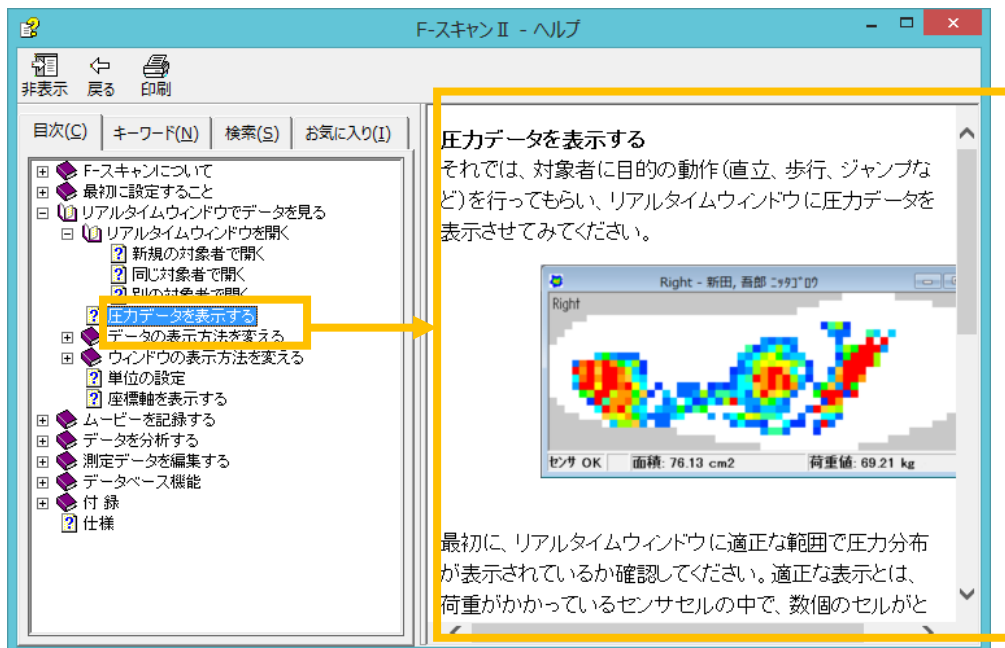 F-スキャンⅡ - ヘルプ
非表示 戻る 印刷
目次(C) キーワード(N) 検索(S) お気に入り(I)
F-スキャンについて
最初に設定すること
リアルタイムウィンドウでデータを見る
リアルタイムウィンドウを開く
新規の対象者で開く
同じ対象者で開く
別の対象者で開く
圧力データを表示する
データの表示方法を変える
ウィンドウの表示方法を変える
単位の設定
座標軸を表示する
ムービーを記録する
データを分析する
測定データを編集する
データベース機能
付 録
仕様
圧力データを表示する
それでは、対象者に目的の動作(直立、歩行、ジャンプな
ど)を行ってもらい、リアルタイムウィンドウに圧力データを
表示させてみてください。
Right - 新田, 吾郎 ﾆｯﾀｺﾞﾛｳ
Right
センサ OK 面積: 76.13 cm2 荷重値: 69.21 kg
最初に、リアルタイムウィンドウに適正な範囲で圧力分布
が表示されているか確認してください。適正な表示とは、
荷重がかかっているセンサセルの中で、数個のセルがと